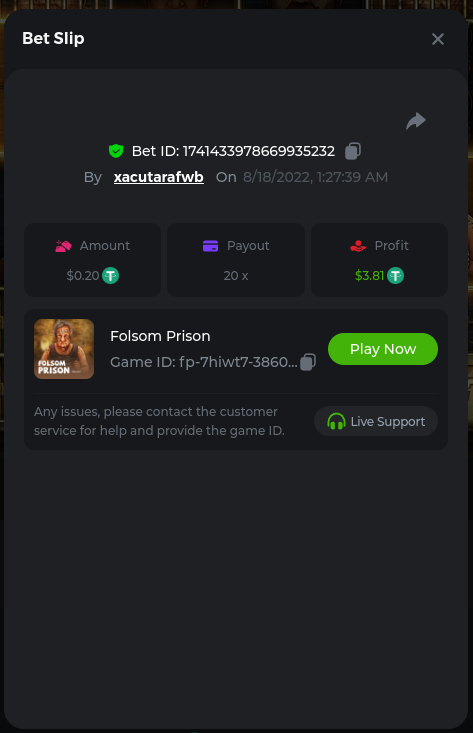 Bet Slip
Bet ID: 1741433978669935232
By xacutarafwb On 8/18/2022, 1:27:39 AM
Amount Payout Profit
$0.20 20 x $3.81
FOLSOM
PRISON
Folsom Prison
Game ID: fp-7hiwt7-3860...
Play Now
Any issues, please contact the customer
service for help and provide the game ID.
Live Support